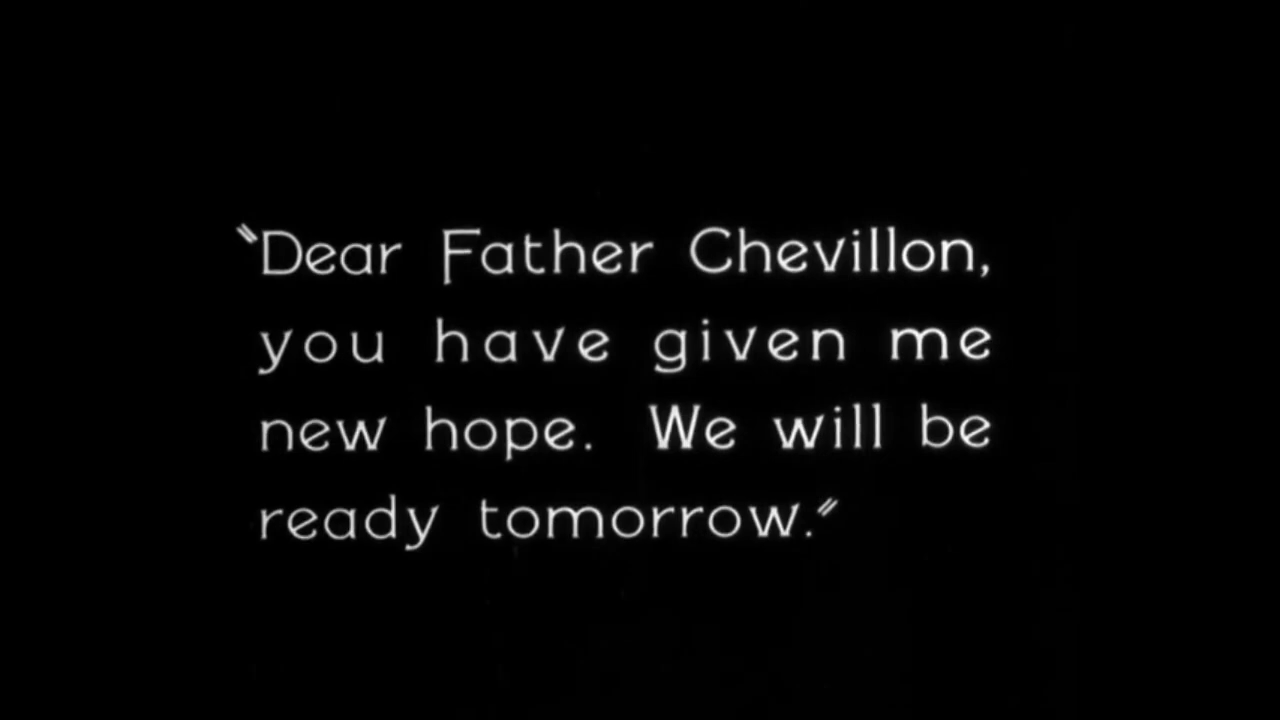 "Dear Father Chevillon,
you have given me
new hope. We will be
ready tomorrow."